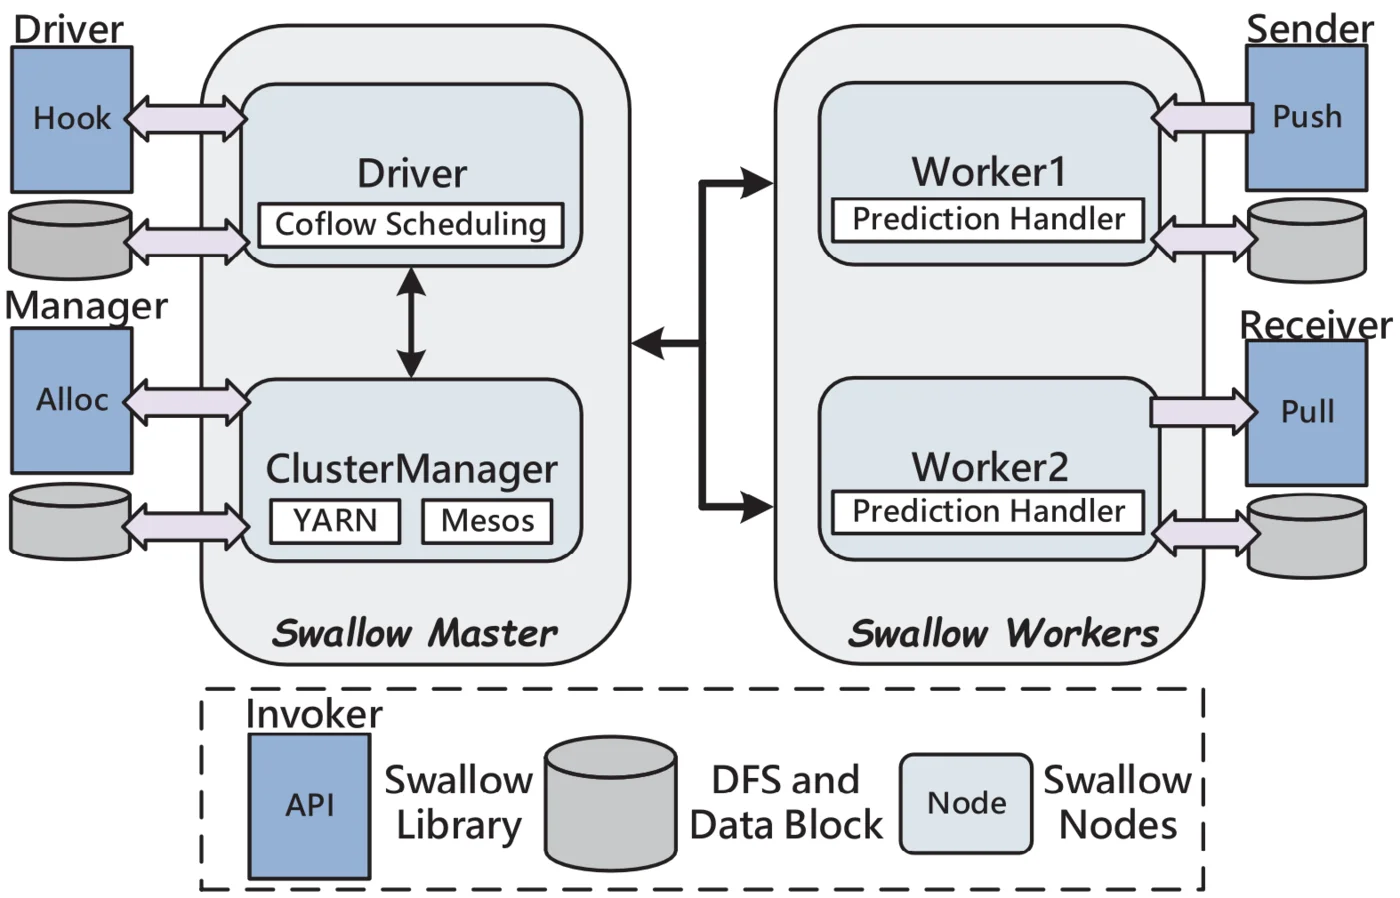 Driver
Hook
Manager
Alloc
Driver
Coflow Scheduling
ClusterManager
YARN
Mesos
Swallow Master
Worker1
Prediction Handler
Worker2
Prediction Handler
Swallow Workers
Sender
Push
Receiver
Pull
Invoker
API
Swallow
Library
DFS and
Data Block
Node
Swallow
Nodes